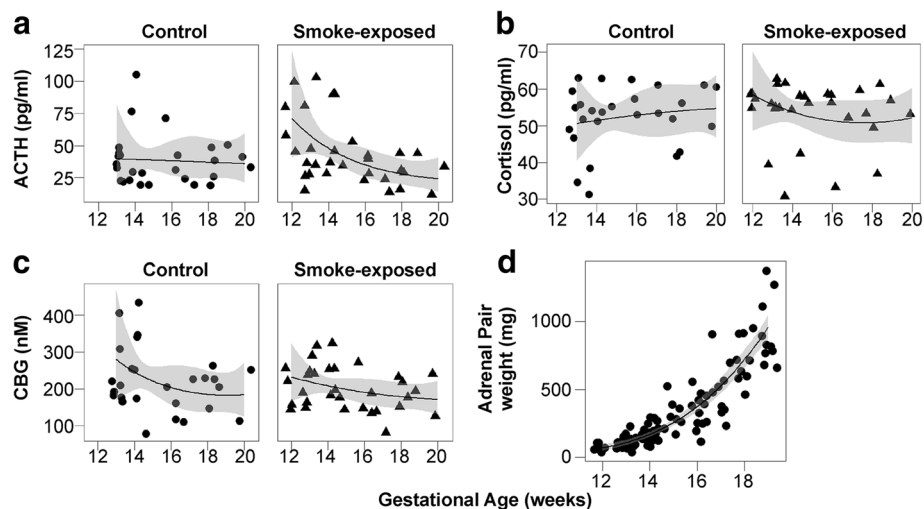 a
Control
Smoke-exposed
ACTH (pg/ml)
125
100
75
50
25
12 14 16 18 20
12 14 16 18 20
b
Control
Smoke-exposed
Cortisol (pg/ml)
70
60
50
40
30
12 14 16 18 20
12 14 16 18 20
c
Control
Smoke-exposed
CBG (nM)
400
300
200
100
12 14 16 18 20
12 14 16 18 20
d
Adrenal Pair
weight (mg)
1000
500
0
12 14 16 18
Gestational Age (weeks)